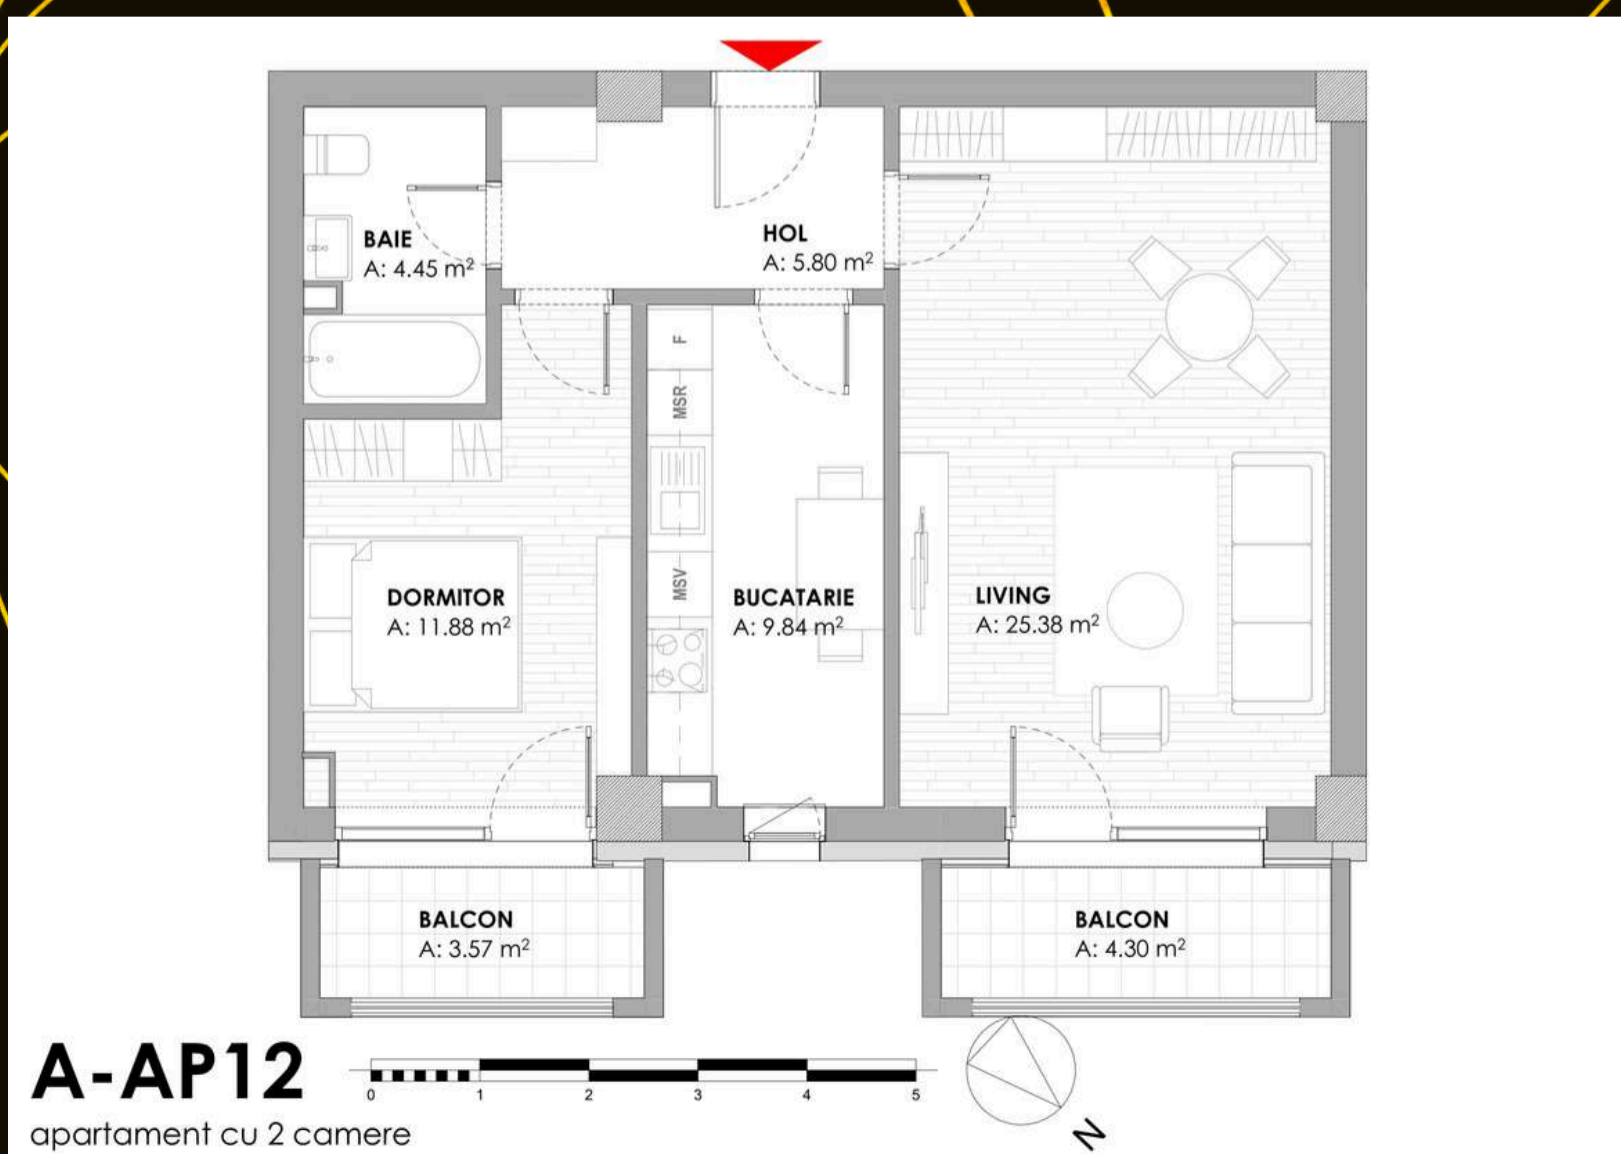 BAIE
A: 4.45 m²
HOL
A: 5.80 m²
F
MSR
MSV
DORMITOR
A: 11.88 m²
BUCATARIE
A: 9.84 m²
LIVING
A: 25.38 m²
BALCON
A: 3.57 m²
BALCON
A: 4.30 m²
A-AP12
apartament cu 2 camere
0 1 2 3 4 5
N